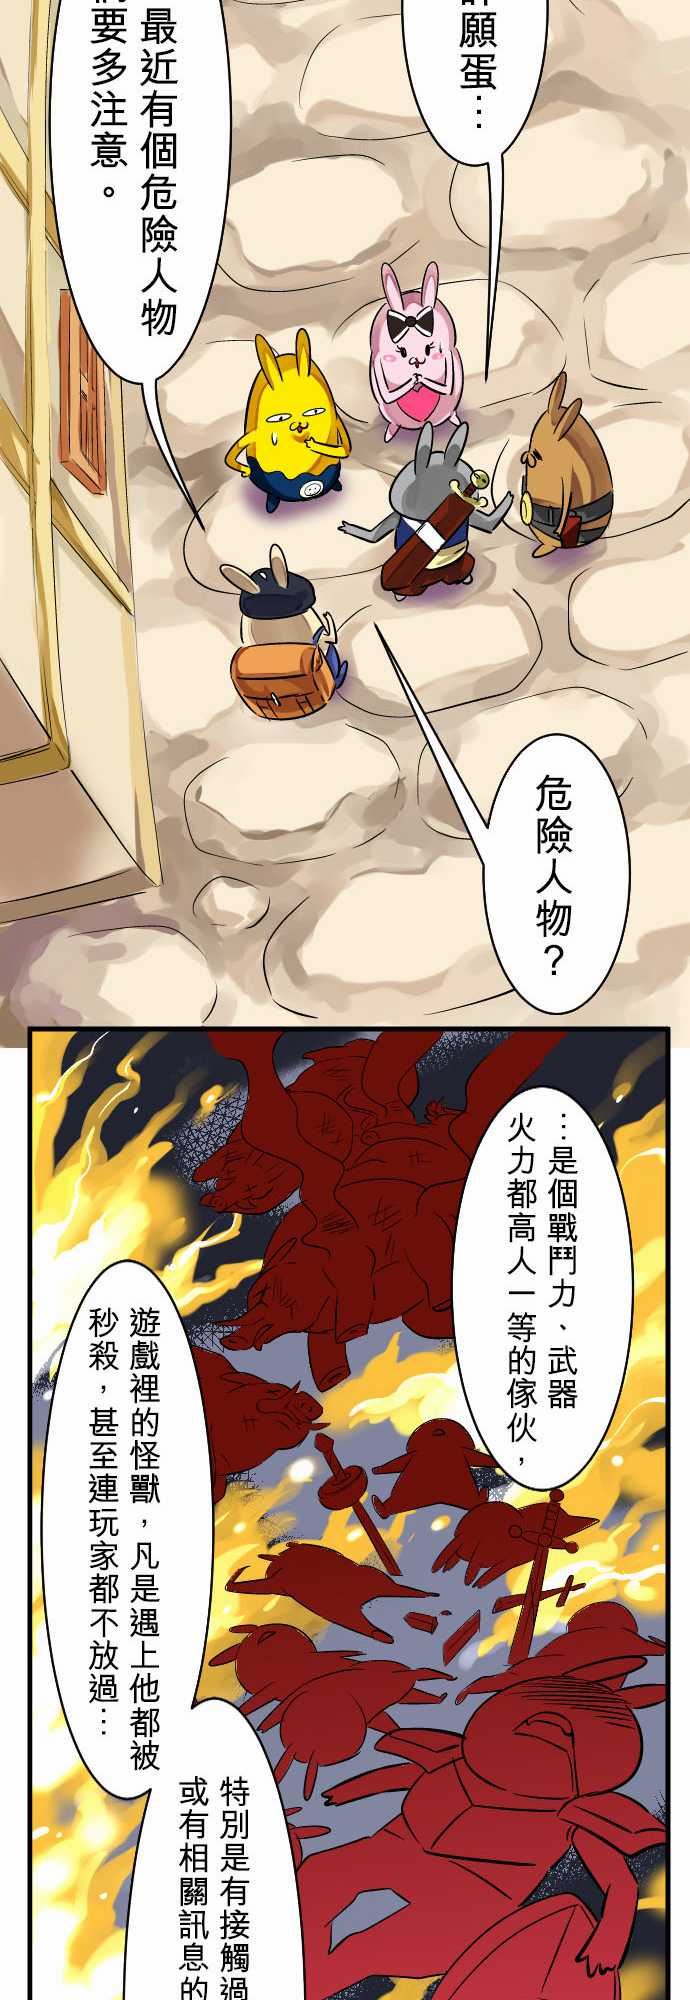 許願蛋…
最近有個危險人物
要多注意。
危險人物？
…是個戰鬥力、武器
火力都高人一等的傢伙，
遊戲裡的怪獸，凡是遇上他都被
秒殺，甚至連玩家都不放過…
特別是有接觸過
或有相關訊息的